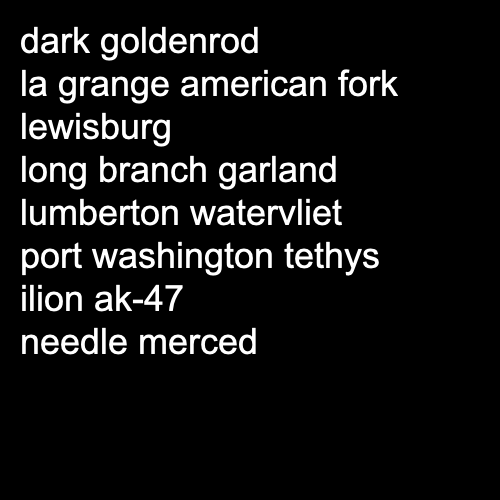 dark goldenrod
la grange american fork
lewisburg
long branch garland
lumberton watervliet
port washington tethys
ilion ak-47
needle merced